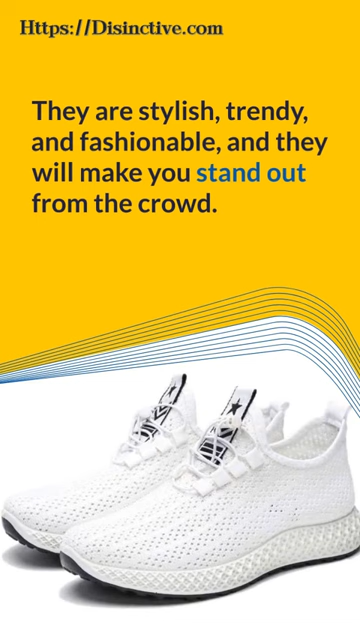 Https://Disinctive.com
They are stylish, trendy,
and fashionable, and they
will make you stand out
from the crowd.